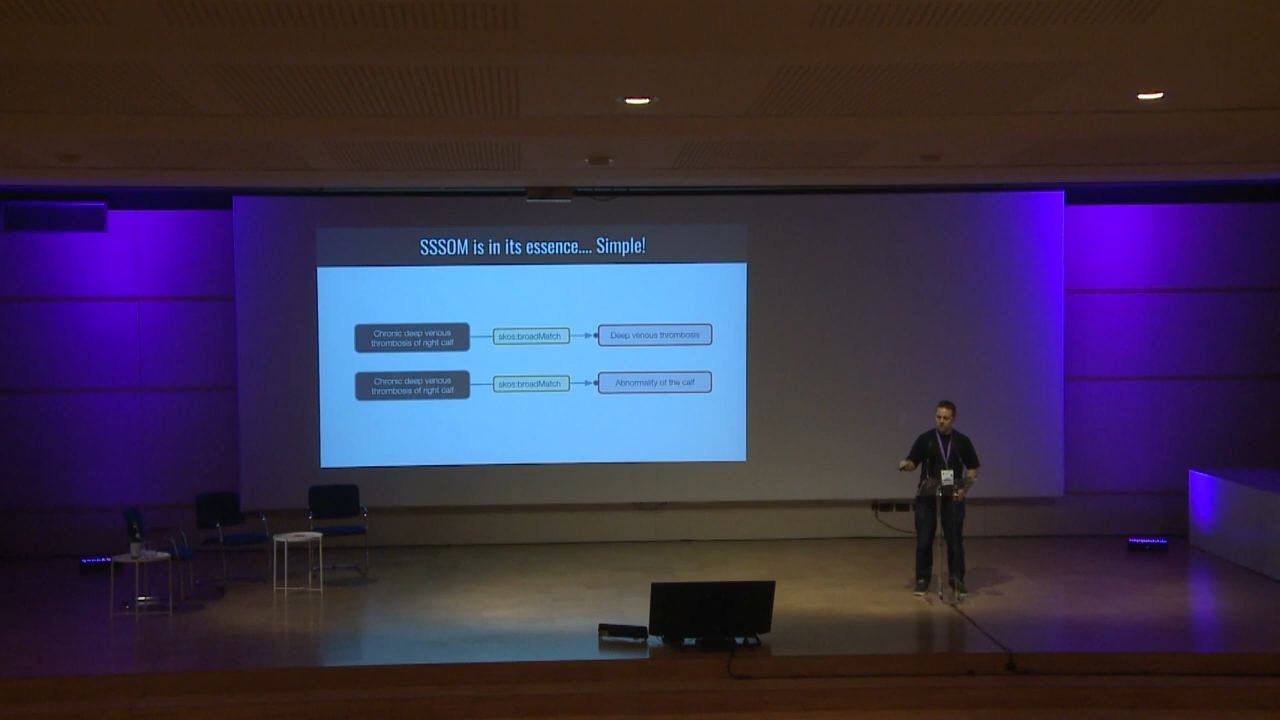 SSSOM is in its essence.... Simple!
Chronic deep venous
thrombosis of right calf
skos:broadMatch
Deep venous thrombosis
Chronic deep venous
thrombosis of right calf
skos:broadMatch
Abnormality of the calf